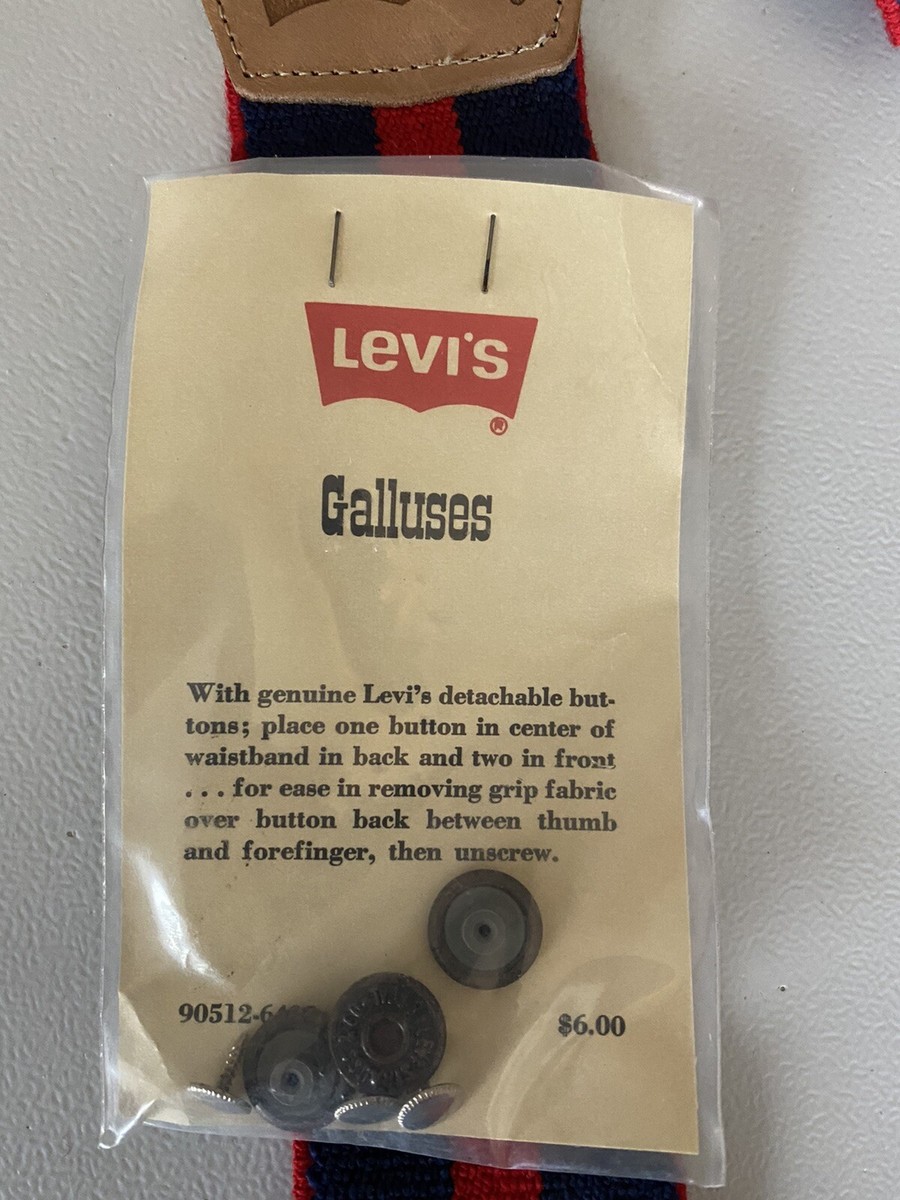 LEVI'S
®
Galluses
With genuine Levi's detachable but-
tons; place one button in center of
waistband in back and two in front
. . . for ease in removing grip fabric
over button back between thumb
and forefinger, then unscrew.
$6.00